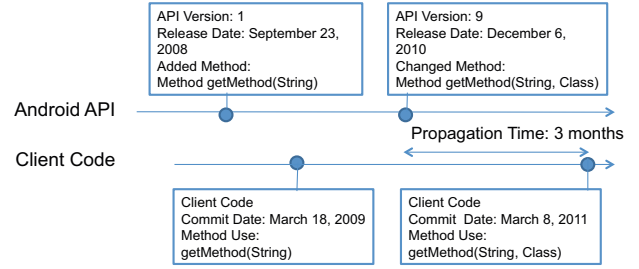 API Version: 1
Release Date: September 23,
2008
Added Method:
Method getMethod(String)
API Version: 9
Release Date: December 6,
2010
Changed Method:
Method getMethod(String, Class)
Android API
Propagation Time: 3 months
Client Code
Client Code
Commit Date: March 18, 2009
Method Use:
getMethod(String)
Client Code
Commit Date: March 8, 2011
Method Use:
getMethod(String, Class)